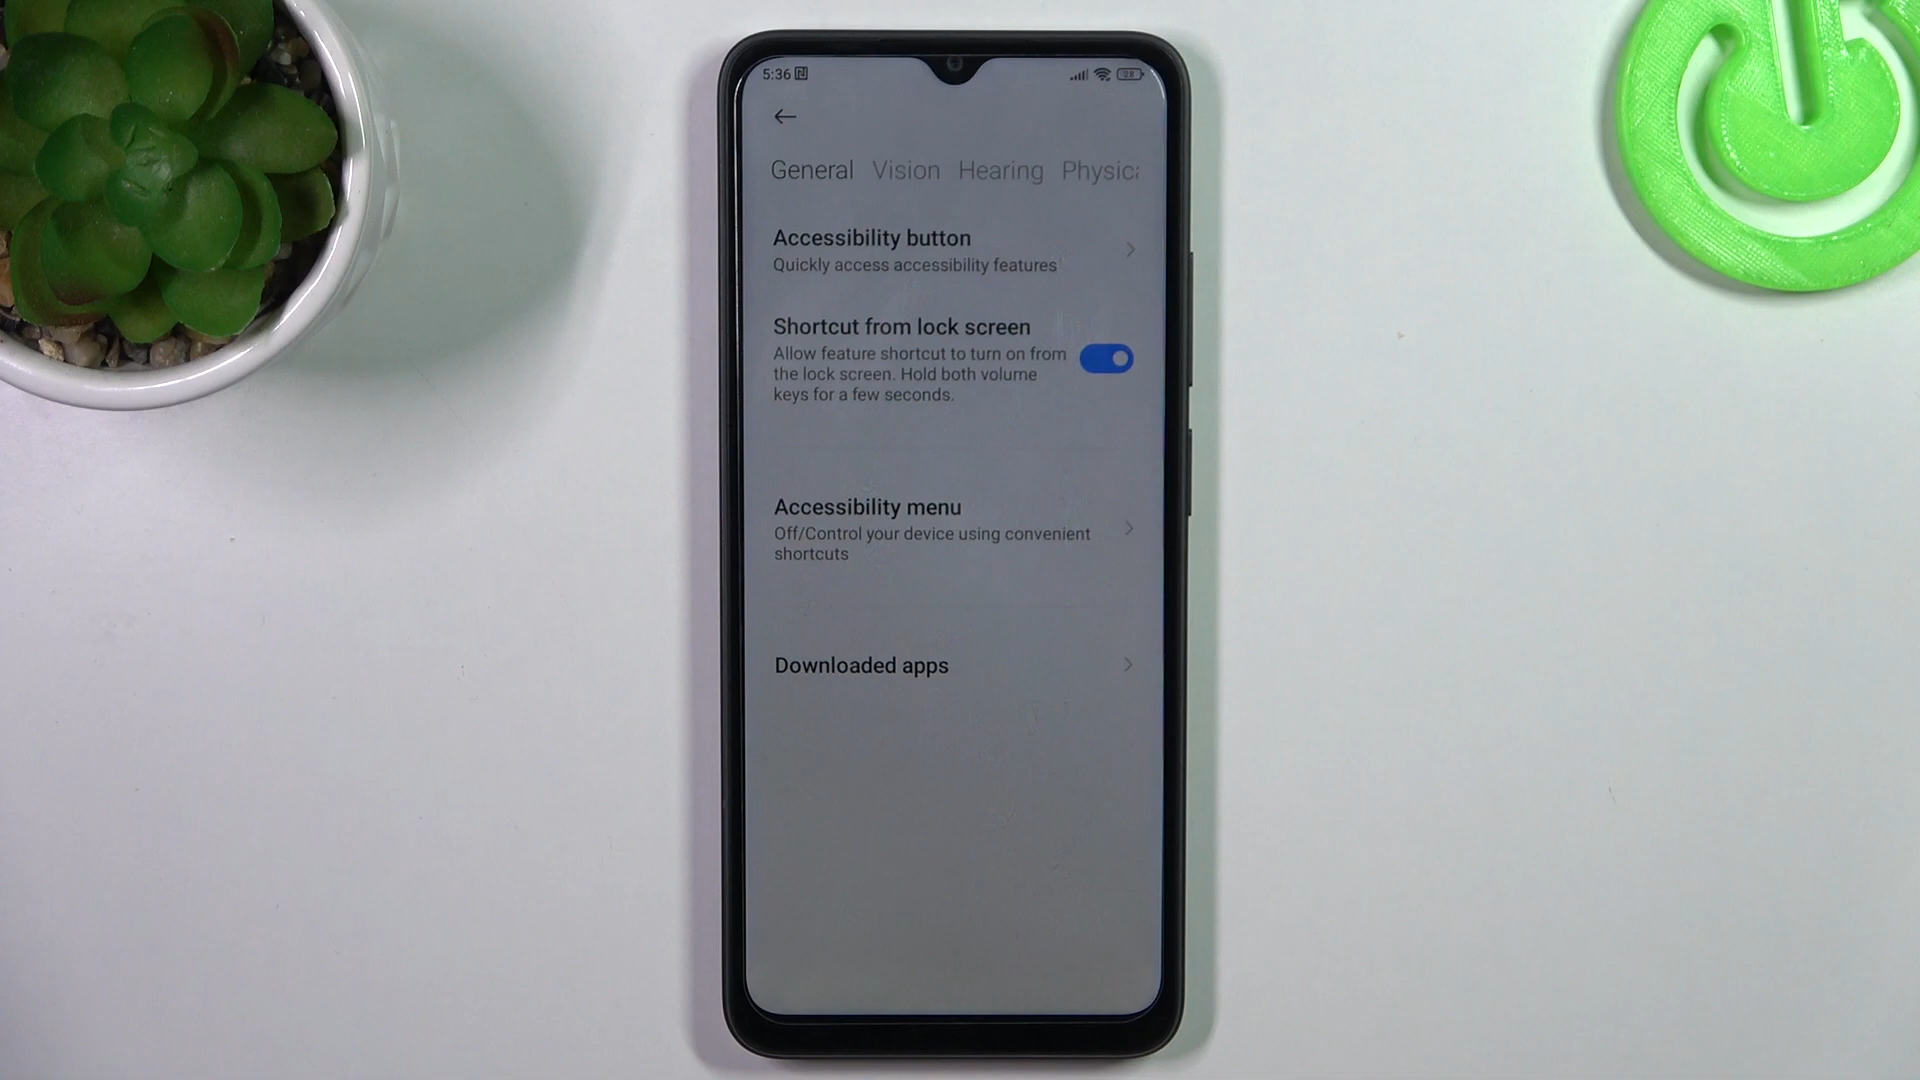 5:36
28
General Vision Hearing Physic
Accessibility button
Quickly access accessibility features
Shortcut from lock screen
Allow feature shortcut to turn on from
the lock screen. Hold both volume
keys for a few seconds.
Accessibility menu
Off/Control your device using convenient
shortcuts
Downloaded apps